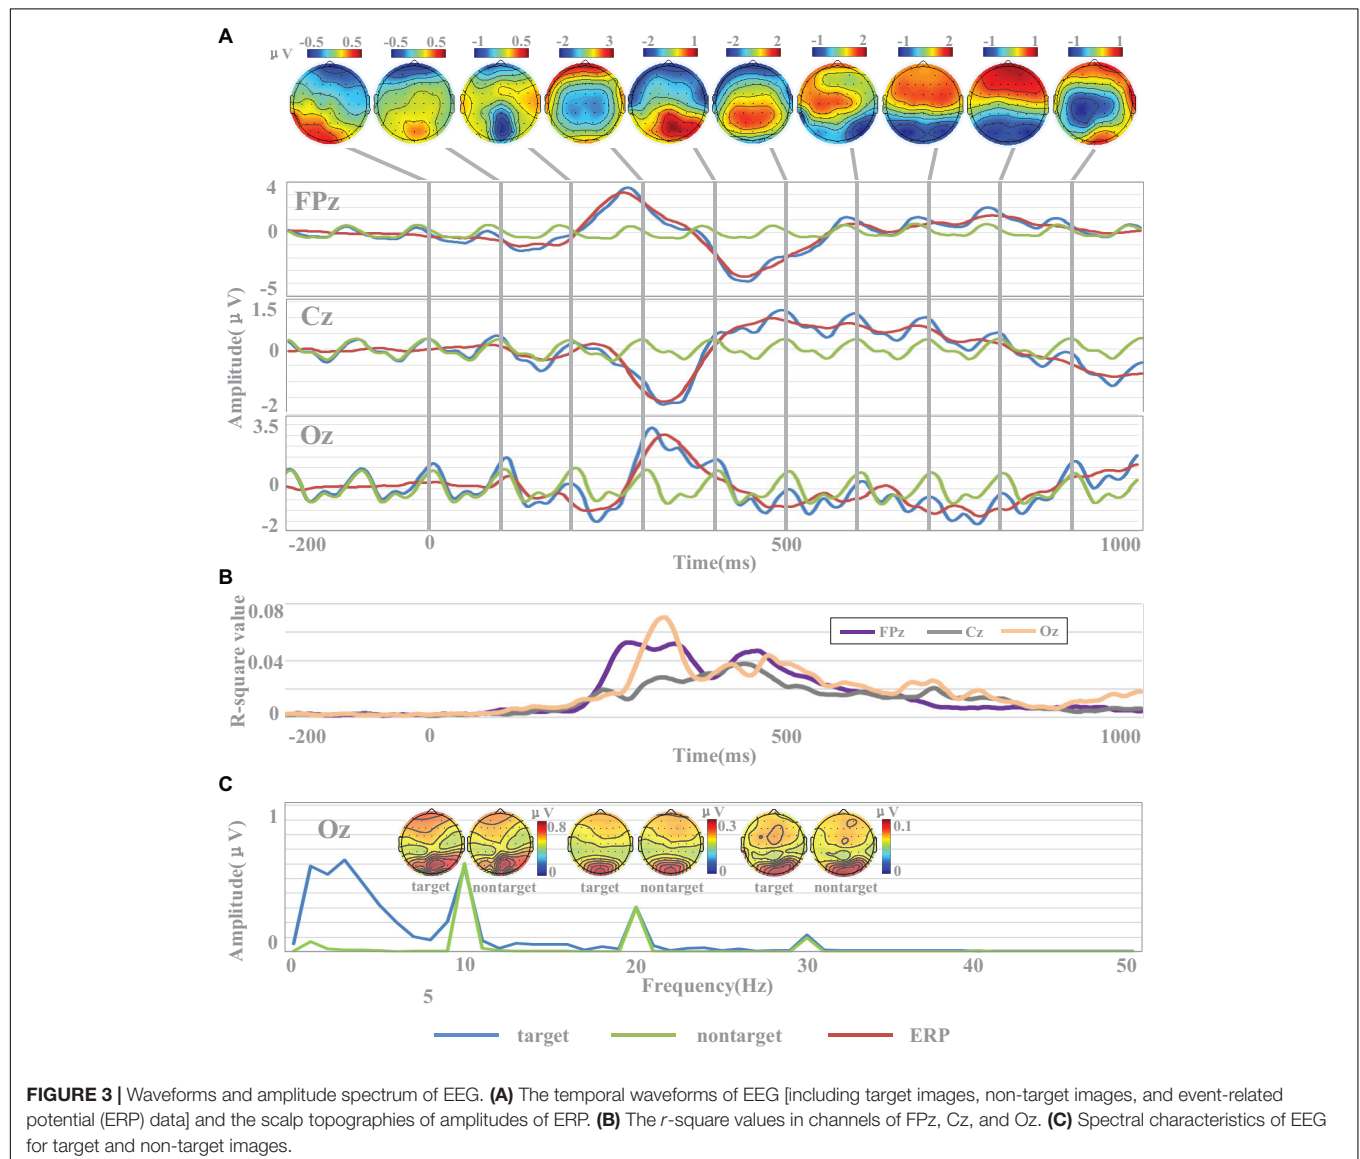 A
μ V -0.5 0.5 -0.5 0.5 -1 0.5 -2 3 -2 1 -2 2 -1 2 -1 2 -1 1 -1 1
FPz
4
0
-5
Cz
1.5
0
-2
Oz
3.5
0
-2
Amplitude( μ V)
-200 0 500 1000
Time(ms)
B
R-square value
0.08
0.04
0
FPz Cz Oz
-200 0 500 1000
Time(ms)
C
Amplitude( μ V)
1
0
Oz
μ V 0.8 0
μ V 0.3 0
μ V 0.1 0
target nontarget target nontarget target nontarget
0 10 20 30 40 50
5
Frequency(Hz)
target nontarget ERP
FIGURE 3 | Waveforms and amplitude spectrum of EEG. (A) The temporal waveforms of EEG [including target images, non-target images, and event-related
potential (ERP) data] and the scalp topographies of amplitudes of ERP. (B) The r-square values in channels of FPz, Cz, and Oz. (C) Spectral characteristics of EEG
for target and non-target images.